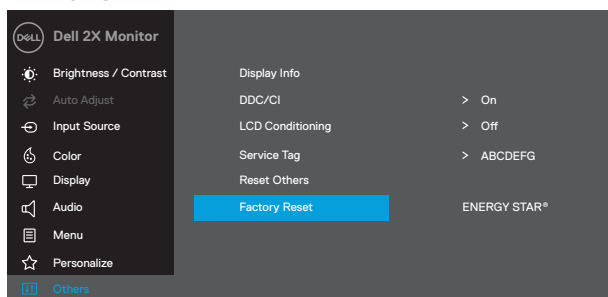 DELL Dell 2X Monitor
Brightness / Contrast Display Info
Auto Adjust DDC/CI > On
Input Source LCD Conditioning > Off
Color Service Tag > ABCDEFG
Display Reset Others
Audio Factory Reset ENERGY STAR®
Menu
Personalize
Others